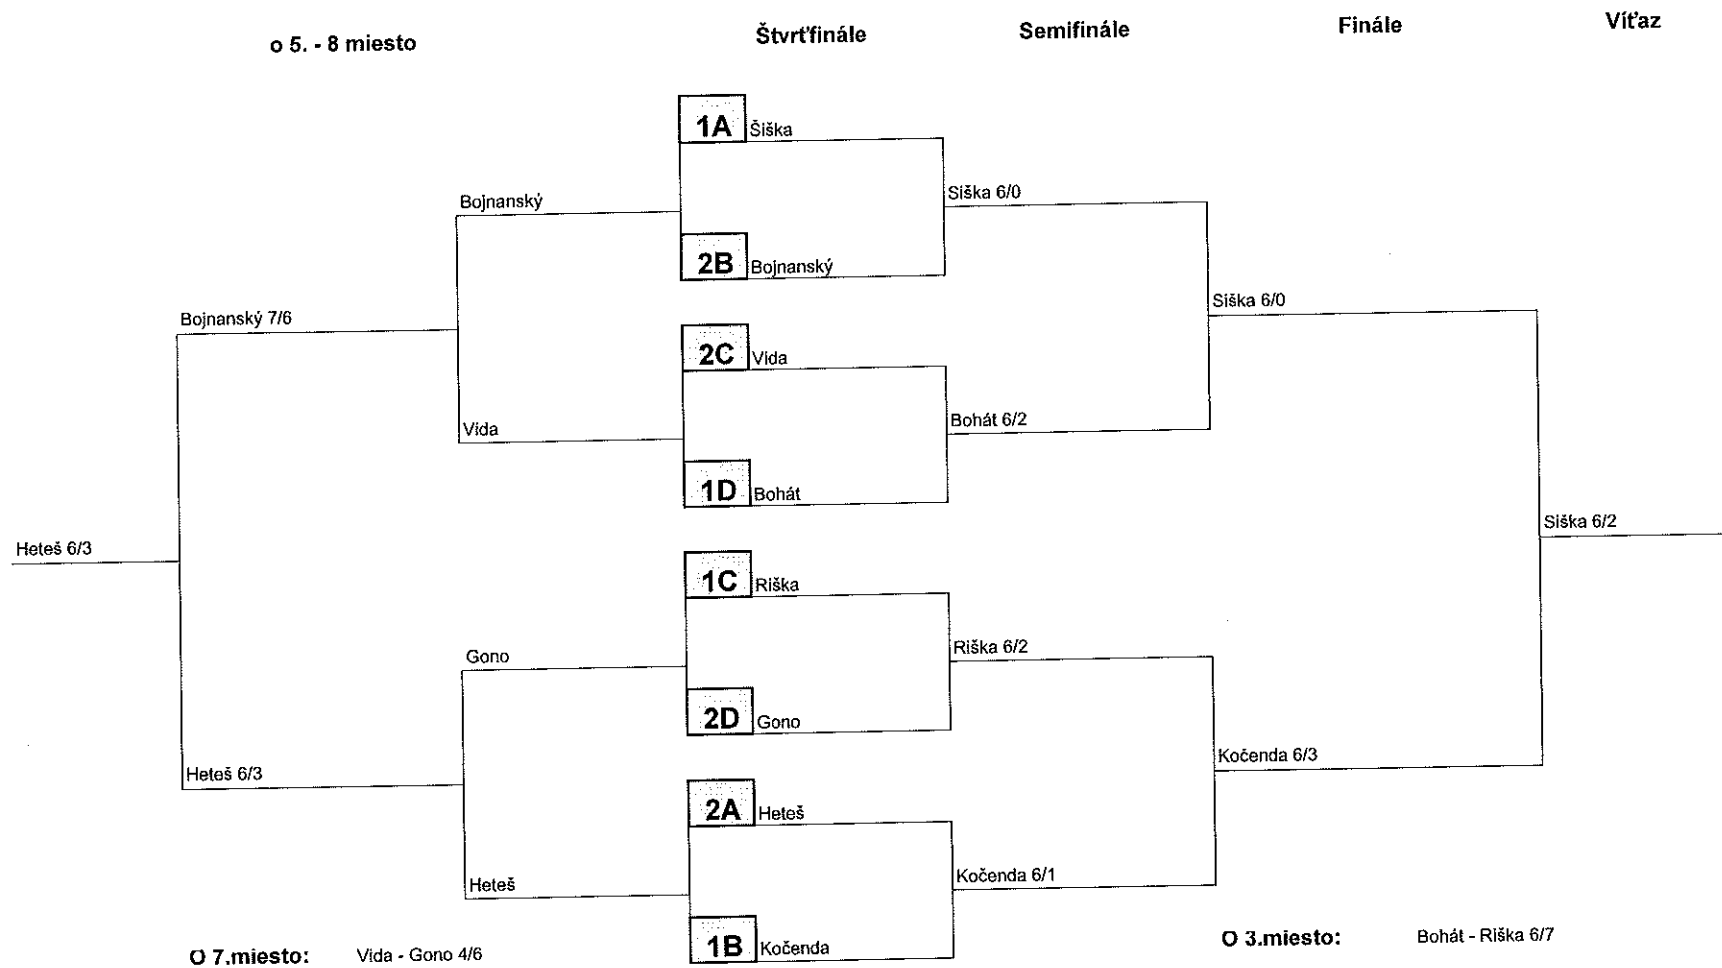 o 5. - 8 miesto
Štvrťfinále
Semifinále
Finále
Víťaz
1A Šiška
Bojnanský
Siška 6/0
2B Bojnanský
Siška 6/0
Bojnanský 7/6
2C Vida
Vida
Bohát 6/2
1D Bohát
Siška 6/2
Heteš 6/3
1C Riška
Gono
Riška 6/2
2D Gono
Kočenda 6/3
Heteš 6/3
2A Heteš
Heteš
Kočenda 6/1
1B Kočenda
O 7.miesto: Vida - Gono 4/6
O 3.miesto: Bohát - Riška 6/7